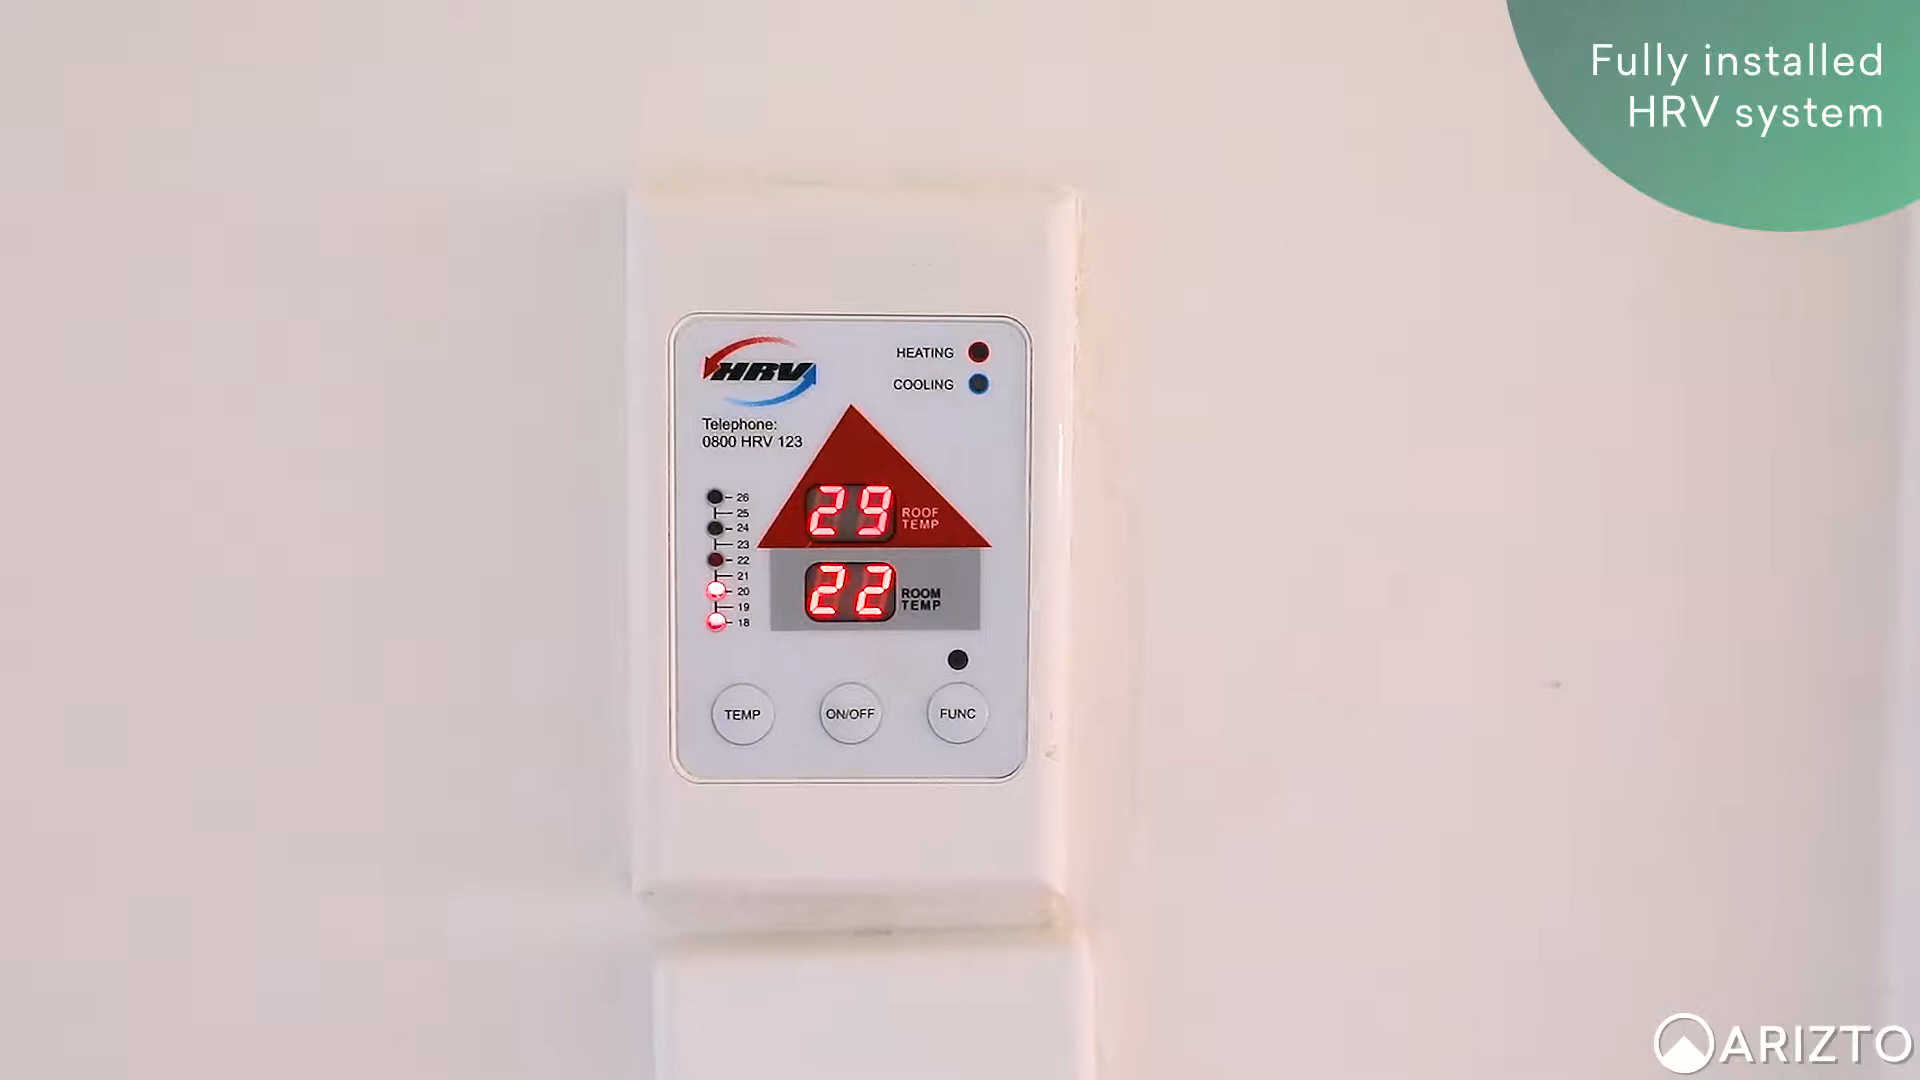 Fully installed
HRV system
HRV
HEATING
COOLING
Telephone:
0800 HRV 123
26
25
24
23
22
21
20
19
18
29
ROOF
TEMP
22
ROOM
TEMP
TEMP
ON/OFF
FUNC
ARIZTO